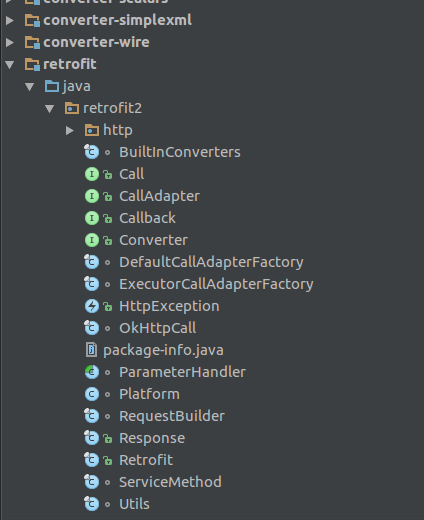 converter-scalars
converter-simplexml
converter-wire
retrofit
java
retrofit2
http
BuiltInConverters
Call
CallAdapter
Callback
Converter
DefaultCallAdapterFactory
ExecutorCallAdapterFactory
HttpException
OkHttpCall
package-info.java
ParameterHandler
Platform
RequestBuilder
Response
Retrofit
ServiceMethod
Utils